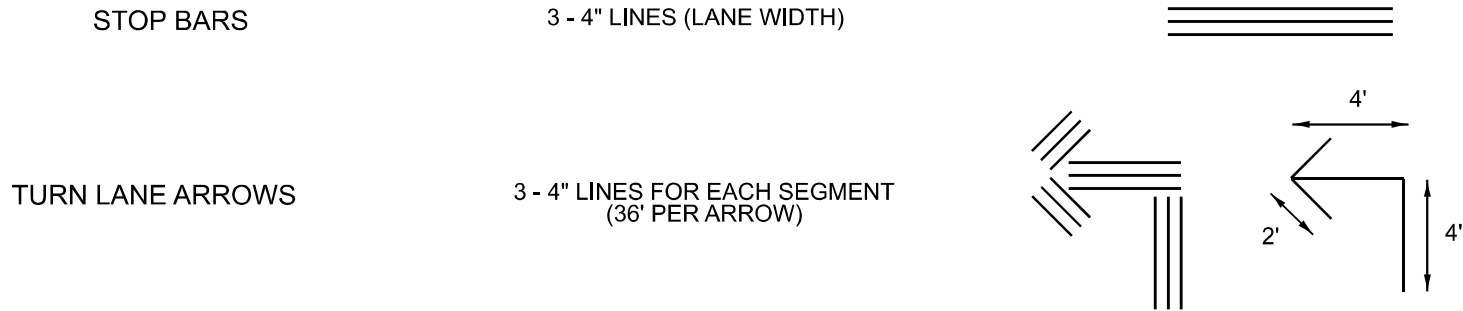 STOP BARS
3 - 4" LINES (LANE WIDTH)
4'
TURN LANE ARROWS
3 - 4" LINES FOR EACH SEGMENT
(36' PER ARROW)
2'
4'